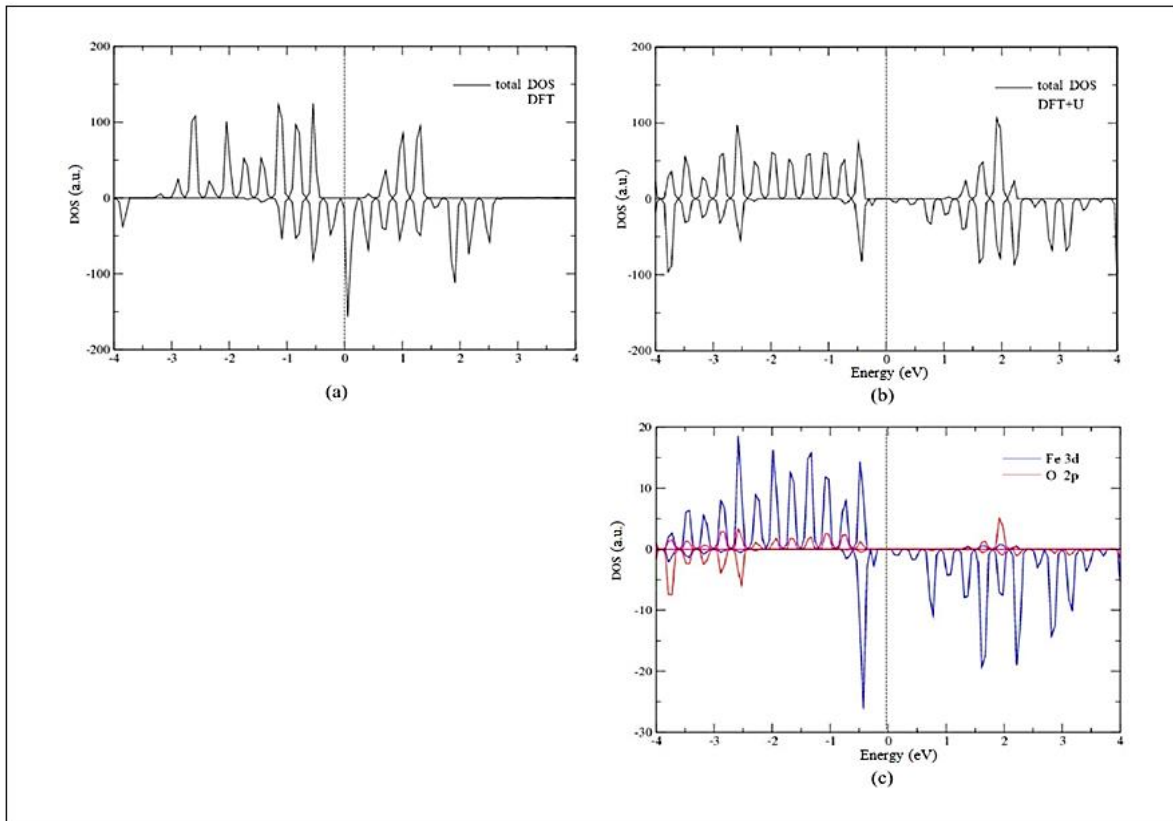 200
100
0
-100
-200
DOS (a.u.)
total DOS
DFT
-4 -3 -2 -1 0 1 2 3 4
(a)
200
100
0
-100
-200
DOS (a.u.)
total DOS
DFT+U
-4 -3 -2 -1 0 1 2 3 4
Energy (eV)
(b)
20
10
0
-10
-20
-30
DOS (a.u.)
Fe 3d
O 2p
-4 -3 -2 -1 0 1 2 3 4
Energy (eV)
(c)